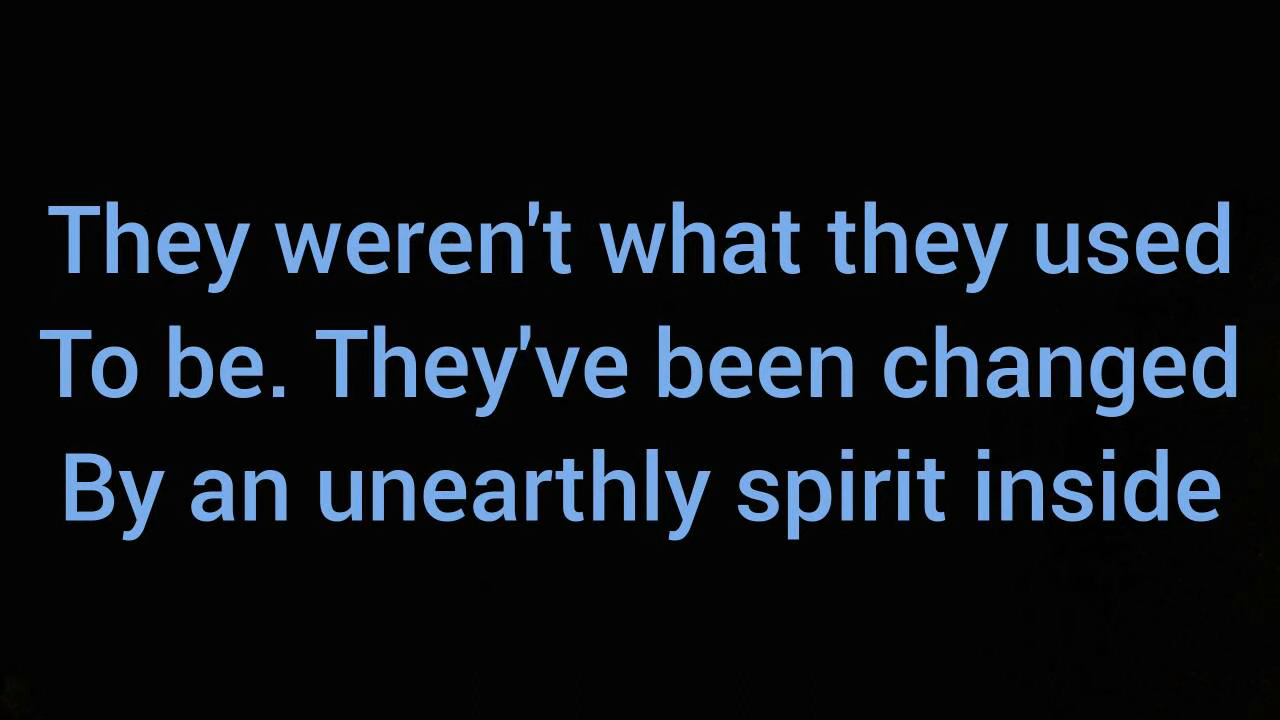 They weren't what they used
To be. They've been changed
By an unearthly spirit inside